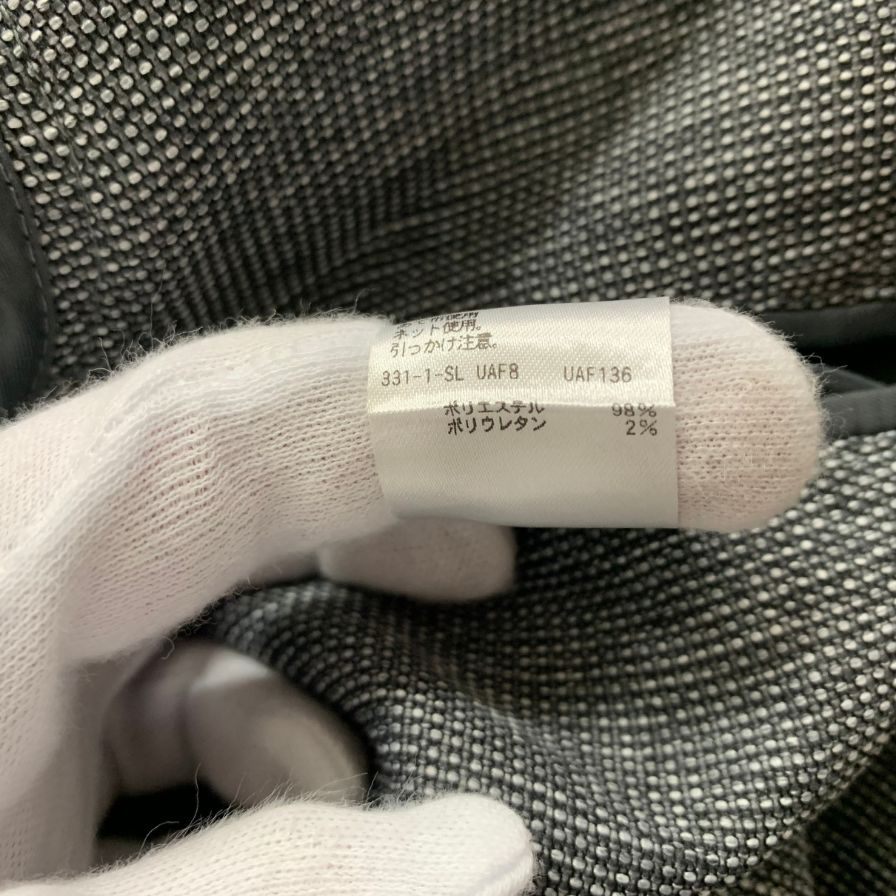 ネット使用。
引っかけ注意。
331-1-SL UAF8 UAF136
ポリエステル 98%
ポリウレタン 2%